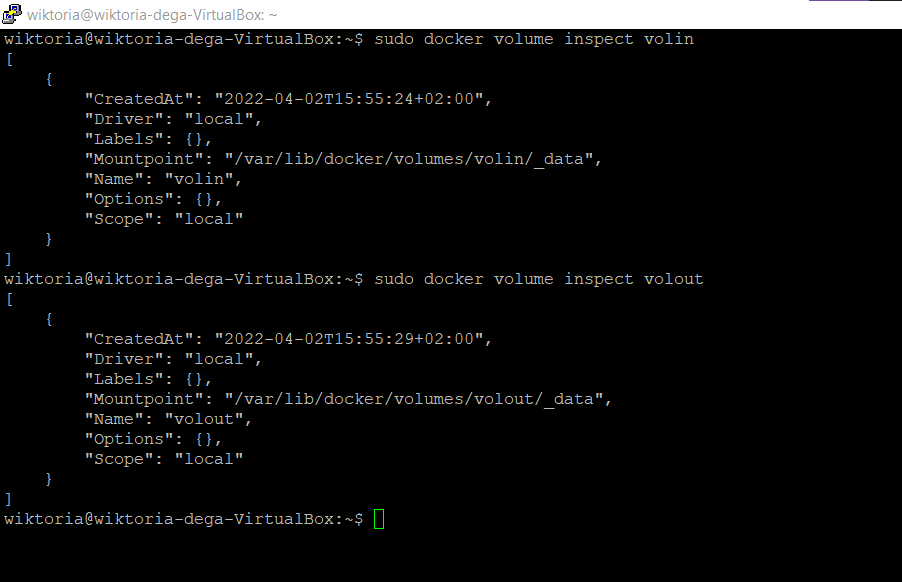 wiktoria@wiktoria-dega-VirtualBox: ~
wiktoria@wiktoria-dega-VirtualBox:~$ sudo docker volume inspect volin
[
    {
        "CreatedAt": "2022-04-02T15:55:24+02:00",
        "Driver": "local",
        "Labels": {},
        "Mountpoint": "/var/lib/docker/volumes/volin/_data",
        "Name": "volin",
        "Options": {},
        "Scope": "local"
    }
]
wiktoria@wiktoria-dega-VirtualBox:~$ sudo docker volume inspect volout
[
    {
        "CreatedAt": "2022-04-02T15:55:29+02:00",
        "Driver": "local",
        "Labels": {},
        "Mountpoint": "/var/lib/docker/volumes/volout/_data",
        "Name": "volout",
        "Options": {},
        "Scope": "local"
    }
]
wiktoria@wiktoria-dega-VirtualBox:~$